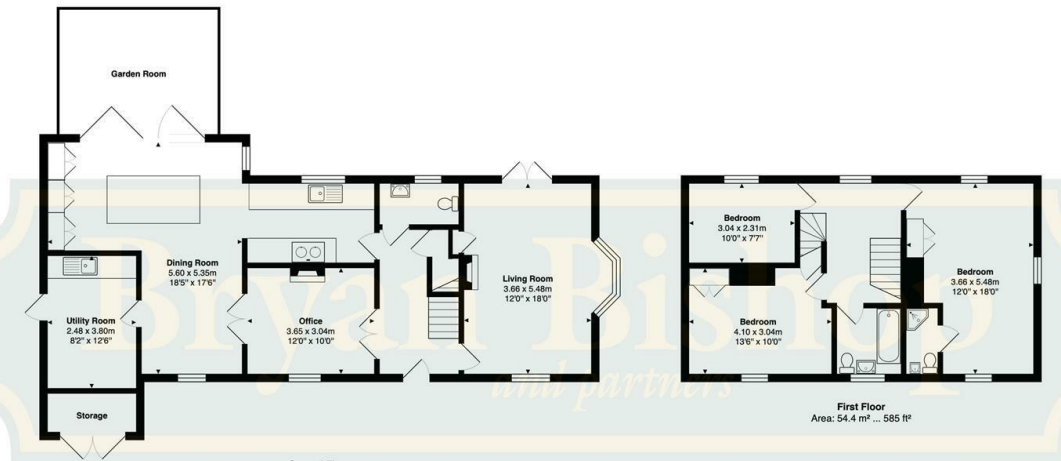 Garden Room
Dining Room
5.60 x 5.35m
18'5" x 17'6"
Utility Room
2.48 x 3.80m
8'2" x 12'6"
Storage
Office
3.65 x 3.04m
12'0" x 10'0"
Living Room
3.66 x 5.48m
12'0" x 18'0"
Bedroom
3.04 x 2.31m
10'0" x 7'7"
Bedroom
4.10 x 3.04m
13'6" x 10'0"
Bedroom
3.66 x 5.48m
12'0" x 18'0"
First Floor
Area: 54.4 m² ... 585 ft²
Bryan Bishop
and partners